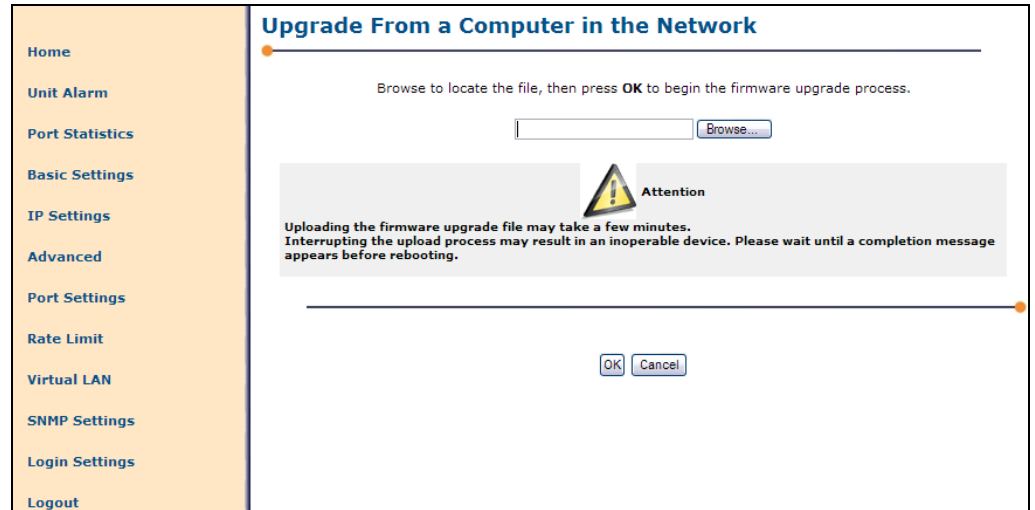 Home
Unit Alarm
Port Statistics
Basic Settings
IP Settings
Advanced
Port Settings
Rate Limit
Virtual LAN
SNMP Settings
Login Settings
Logout
Upgrade From a Computer in the Network
Browse to locate the file, then press OK to begin the firmware upgrade process.
Browse...
Attention
Uploading the firmware upgrade file may take a few minutes.
Interrupting the upload process may result in an inoperable device. Please wait until a completion message
appears before rebooting.
OK Cancel